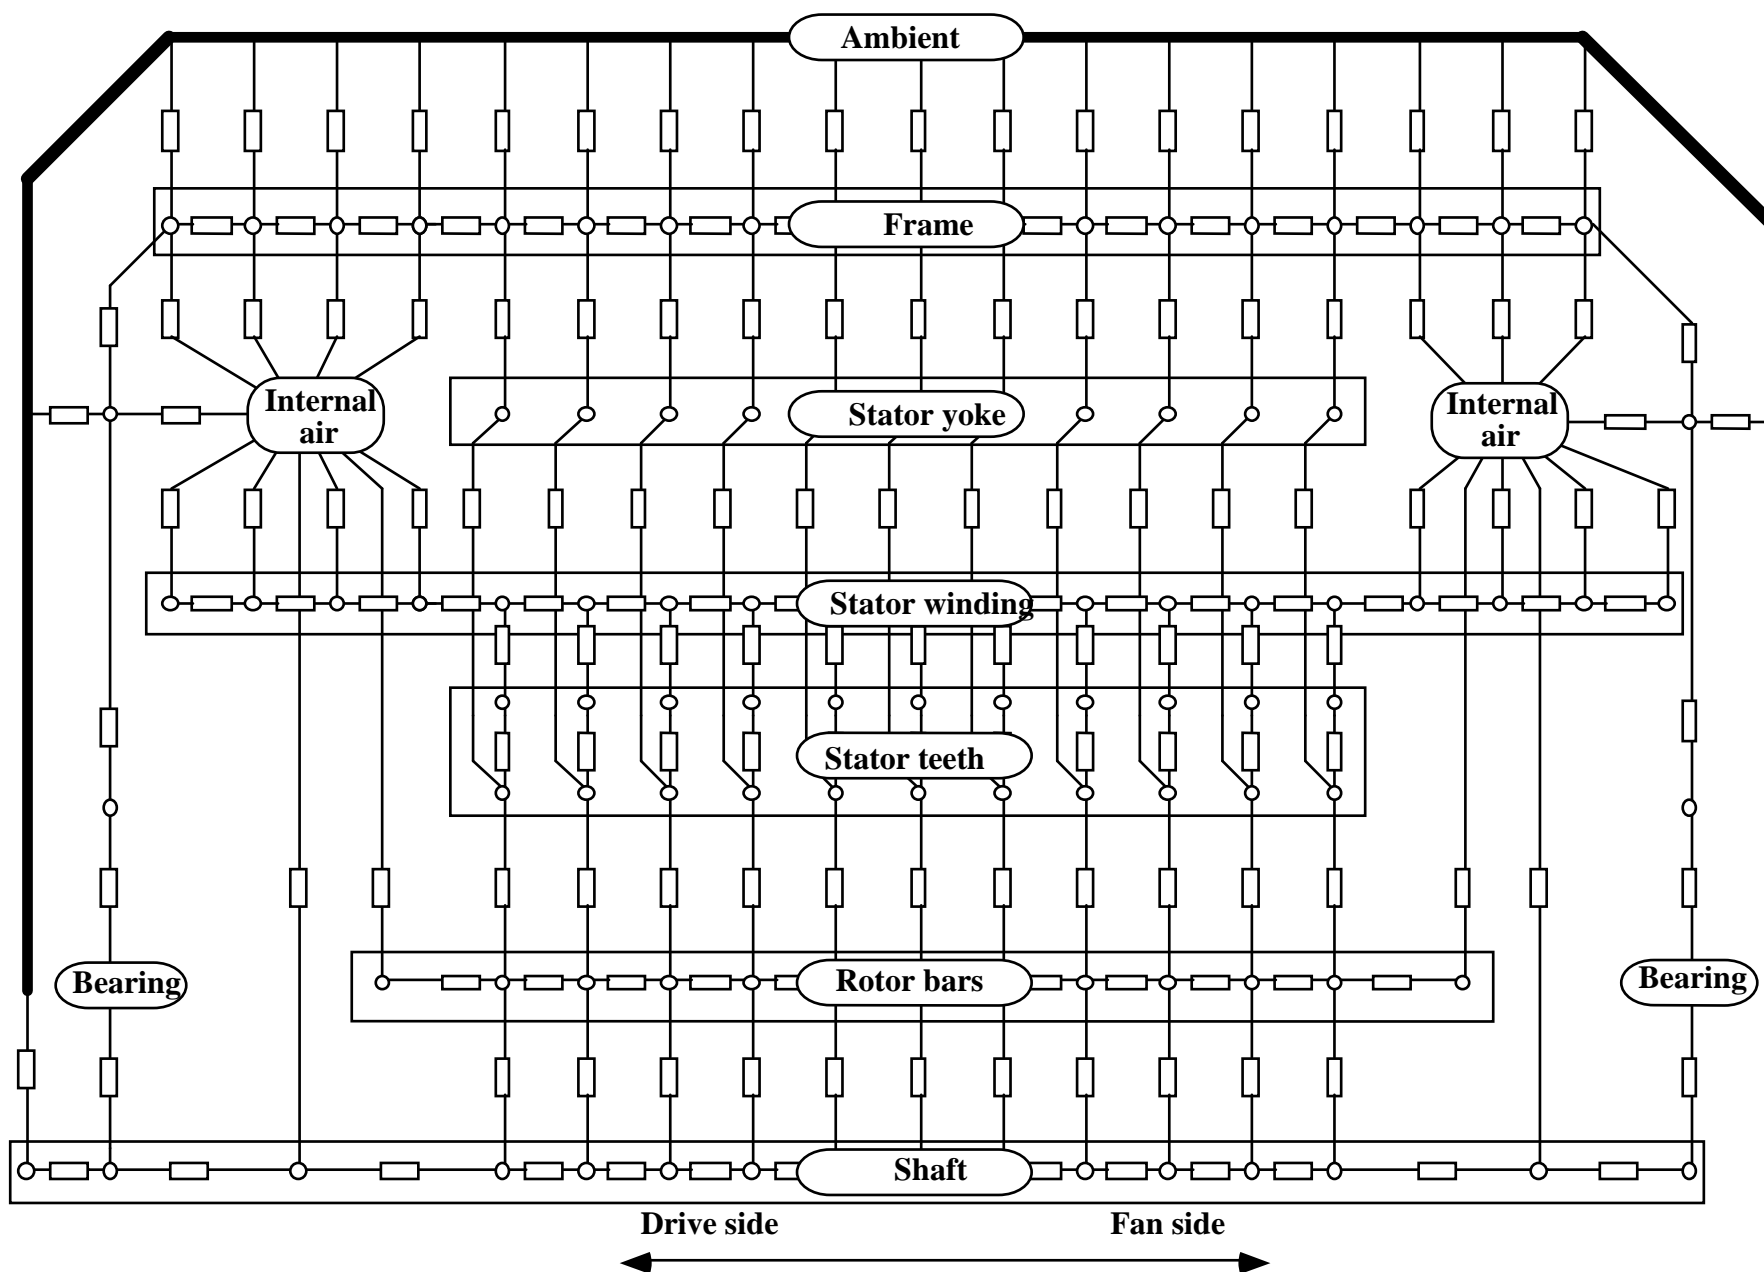 Ambient
Frame
Internal
air
Stator yoke
Internal
air
Stator winding
Stator teeth
Bearing
Rotor bars
Bearing
Shaft
Drive side
Fan side